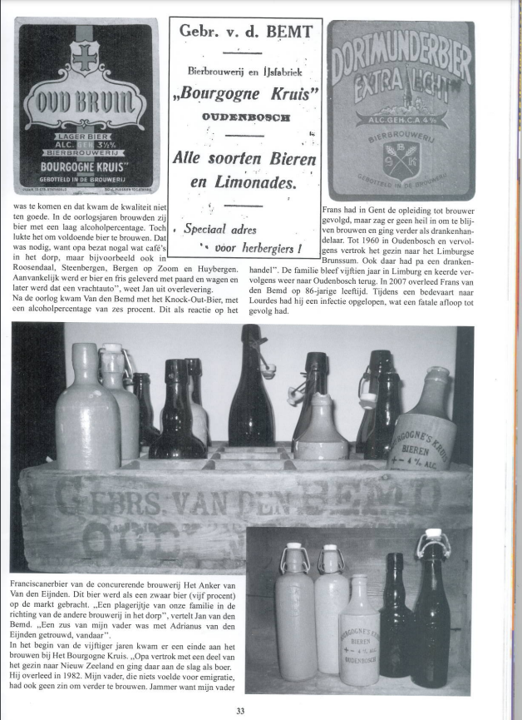 OUD BRUIN
LAGER BIER
ALC. GEH. 3½%
BIERBROUWERIJ
BOURGOGNE KRUIS"
GEBOTTELD IN DE BROUWERIJ
Gebr. v. d. BEMT
Bierbrouwerij en IJsfabriek
„Bourgogne Kruis"
OUDENBOSCH
Alle soorten Bieren
en Limonades.
Speciaal adres
voor herbergiers !
DORTMUNDERBIER
EXTRA LICHT
ALC. GEH. C.A. 4%
BIERBROUWERIJ
B K
GEBOTTELD IN DE BROUWERIJ
was te komen en dat kwam de kwaliteit niet
ten goede. In de oorlogsjaren brouwden zij
bier met een laag alcoholpercentage. Toch
lukte het om voldoende bier te brouwen. Dat
was nodig, want opa bezat nogal wat café's
in het dorp, maar bijvoorbeeld ook in
Roosendaal, Steenbergen, Bergen op Zoom en Huybergen.
Aanvankelijk werd er bier en fris geleverd met paard en wagen en
later werd dat een vrachtauto", weet Jan uit overlevering.
Na de oorlog kwam Van den Bemd met het Knock-Out-Bier, met
een alcoholpercentage van zes procent. Dit als reactie op het
Frans had in Gent de opleiding tot brouwer
gevolgd, maar zag er geen heil in om te blij-
ven brouwen en ging verder als drankenhan-
delaar. Tot 1960 in Oudenbosch en vervol-
gens vertrok het gezin naar het Limburgse
Brunssum. Ook daar had pa een dranken-
handel". De familie bleef vijftien jaar in Limburg en keerde ver-
volgens weer naar Oudenbosch terug. In 2007 overleed Frans van
den Bemd op 86-jarige leeftijd. Tijdens een bedevaart naar
Lourdes had hij een infectie opgelopen, wat een fatale afloop tot
gevolg had.
GEBRS. VAN DEN BEMD
OUD
BOURGOGNE'S KRUIS
BIEREN
+ - 4 % ALC.
BOURGOGNE'S KRUIS
BIEREN
+ - 4 % ALC.
OUDENBOSCH
Franciscanerbier van de concurende brouwerij Het Anker van
Van den Eijnden. Dit bier werd als een zwaar bier (vijf procent)
op de markt gebracht. „Een plagerijtje van onze familie in de
richting van de andere brouwerij in het dorp", vertelt Jan van den
Bemd. „Een zus van mijn vader was met Adrianus van den
Eijnden getrouwd, vandaar".
In het begin van de vijftiger jaren kwam er een einde aan het
brouwen bij Het Bourgogne Kruis. „Opa vertrok met een deel van
het gezin naar Nieuw Zeeland en ging daar aan de slag als boer.
Hij overleed in 1982. Mijn vader, die niets voelde voor emigratie,
had ook geen zin om verder te brouwen. Jammer want mijn vader
33